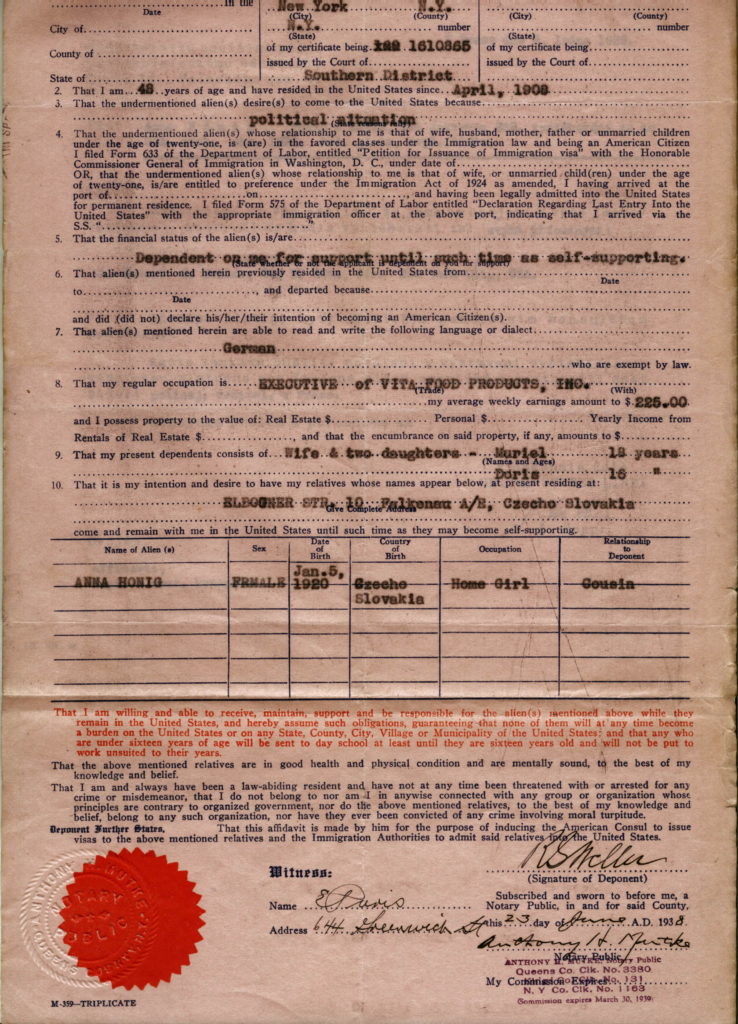 In the New York N.Y.
Date (City) (County) (City) (County)
City of N.Y. number number
(State) (State)
County of of my certificate being 1610865 of my certificate being
issued by the Court of issued by the Court of
State of Southern District
2. That I am 48 years of age and have resided in the United States since April, 1908
3. That the undermentioned alien(s) desire(s) to come to the United States because
political situation
4. That the undermentioned alien(s) whose relationship to me is that of wife, husband, mother, father or unmarried children
under the age of twenty-one, is (are) in the favored classes under the Immigration law and being an American Citizen
I filed Form 633 of the Department of Labor, entitled "Petition for Issuance of Immigration visa" with the Honorable
Commissioner General of Immigration in Washington, D. C., under date of
OR, that the undermentioned alien(s) whose relationship to me is that of wife, or unmarried child(ren) under the age
of twenty-one, is/are entitled to preference under the Immigration Act of 1924 as amended, I having arrived at the
port of on and having been legally admitted into the United States
for permanent residence. I filed Form 575 of the Department of Labor entitled "Declaration Regarding Last Entry Into the
United States" with the appropriate immigration officer at the above port, indicating that I arrived via the
S.S. " "
5. That the financial status of the alien(s) is/are
Dependent on me for support until such time as self-supporting.
(State whether or not the applicant is dependent on you for support)
6. That alien(s) mentioned herein previously resided in the United States from
Date
to , and departed because
Date
and did (did not) declare his/her/their intention of becoming an American Citizen(s).
7. That alien(s) mentioned herein are able to read and write the following language or dialect
German
who are exempt by law.
8. That my regular occupation is EXECUTIVE of VITA FOOD PRODUCTS, INC.
(Trade) (With)
my average weekly earnings amount to $ 225.00
and I possess property to the value of: Real Estate $ Personal $ Yearly Income from
Rentals of Real Estate $ , and that the encumbrance on said property, if any, amounts to $
9. That my present dependents consists of Wife & two daughters - Muriel 18 years
(Names and Ages)
Doris 16 "
10. That it is my intention and desire to have my relatives whose names appear below, at present residing at:
ELBOGNER STR. 10 Falkenau A/E, Czecho Slovakia
Give Complete Address
come and remain with me in the United States until such time as they may become self-supporting.
Name of Alien (s) Sex Date of Birth Country of Birth Occupation Relationship to Deponent
ANNA HONIG FRMALE Jan. 5, 1920 Czecho Slovakia Home Girl Cousin
That I am willing and able to receive, maintain, support and be responsible for the alien(s) mentioned above while they
remain in the United States, and hereby assume such obligations, guaranteeing that none of them will at any time become
a burden on the United States or on any State, County, City, Village or Municipality of the United States; and that any who
are under sixteen years of age will be sent to day school at least until they are sixteen years old and will not be put to
work unsuited to their years.
That the above mentioned relatives are in good health and physical condition and are mentally sound, to the best of my
knowledge and belief.
That I am and always have been a law-abiding resident and have not at any time been threatened with or arrested for any
crime or misdemeanor, that I do not belong to nor am I in anywise connected with any group or organization whose
principles are contrary to organized government, nor do the above mentioned relatives, to the best of my knowledge and
belief, belong to any such organization, nor have they ever been convicted of any crime involving moral turpitude.
Deponent Further States, That this affidavit is made by him for the purpose of inducing the American Consul to issue
visas to the above mentioned relatives and the Immigration Authorities to admit said relatives into the United States.
(Signature of Deponent)
Witness:
Name
Address 644 Greenwich St
Subscribed and sworn to before me, a
Notary Public, in and for said County,
this 23 day of June A.D. 1938
Anthony H. Mutke
Notary Public
ANTHONY H. MUTKE, Notary Public
Queens Co. Clk. No. 3380
Co. Clk. No. 131
My Commission Expires
N. Y Co. Clk. No. 1163
Commission expires March 30, 1939
NOTARY
PUBLIC
QUEENS
M-359—TRIPLICATE